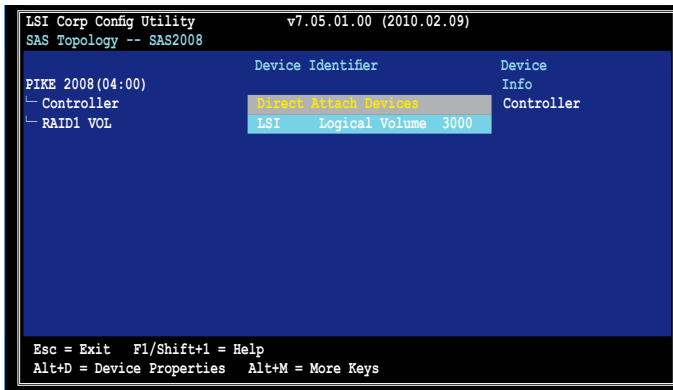 LSI Corp Config Utility v7.05.01.00 (2010.02.09)
SAS Topology -- SAS2008
Device Identifier Device
PIKE 2008(04:00) Info
Controller Direct Attach Devices Controller
RAID1 VOL LSI Logical Volume 3000
Esc = Exit F1/Shift+1 = Help
Alt+D = Device Properties Alt+M = More Keys